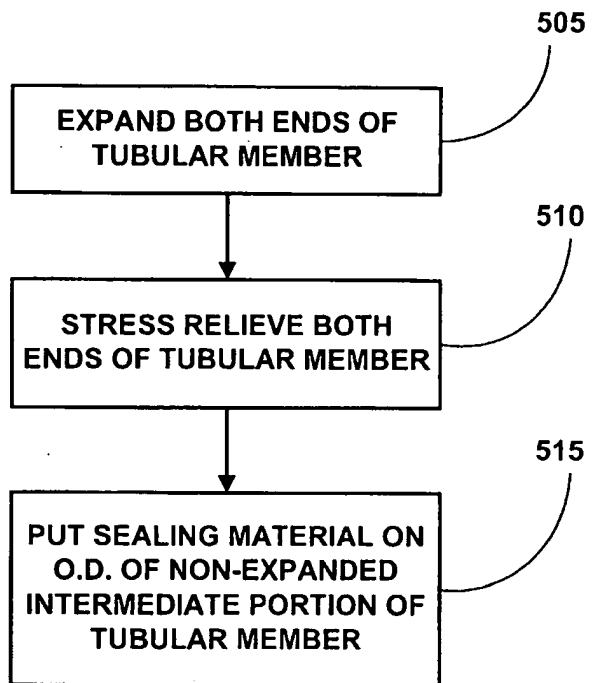 505
EXPAND BOTH ENDS OF
TUBULAR MEMBER
510
STRESS RELIEVE BOTH
ENDS OF TUBULAR MEMBER
515
PUT SEALING MATERIAL ON
O.D. OF NON-EXPANDED
INTERMEDIATE PORTION OF
TUBULAR MEMBER